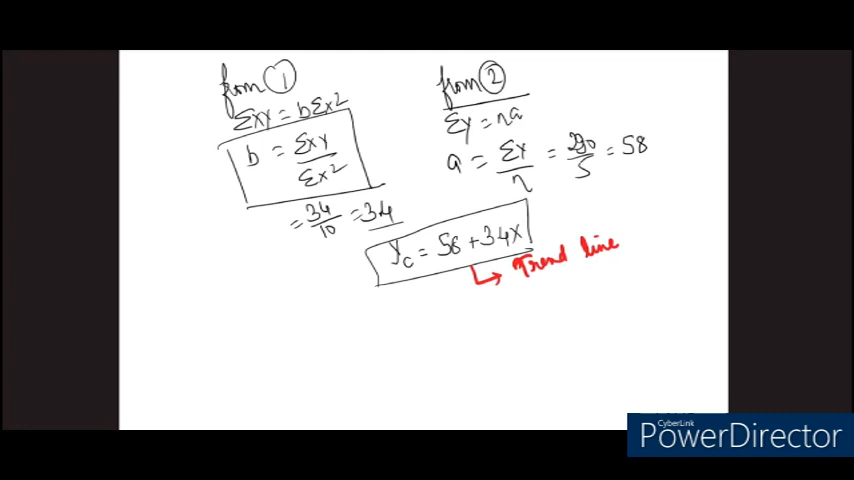 from ①
ΣXY = bΣX²
b = ΣXY / ΣX²
= 34/10 = 3.4
from ②
ΣY = na
a = ΣY / n = 290/5 = 58
Yc = 58 + 3.4X
Trend line
CyberLink
PowerDirector